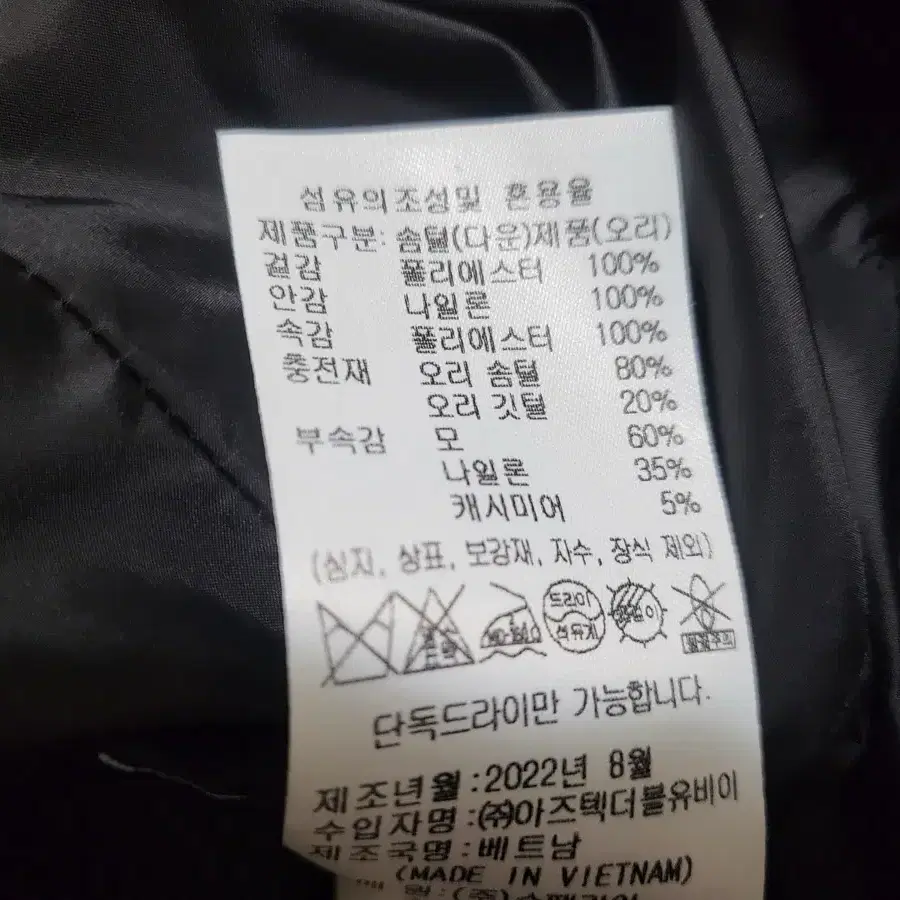 섬유의조성및 혼용율
제품구분: 솜털(다운)제품(오리)
겉감 폴리에스터 100%
안감 나일론 100%
속감 폴리에스터 100%
충전재 오리 솜털 80%
오리 깃털 20%
부속감 모 60%
나일론 35%
캐시미어 5%
(심지, 상표, 보강재, 자수, 장식 제외)
드라이
석유계
단독드라이만 가능합니다.
제조년월 :2022년 8월
수입자명 :(주)아즈텍더블유비이
제조국명 : 베트남
(MADE IN VIETNAM)